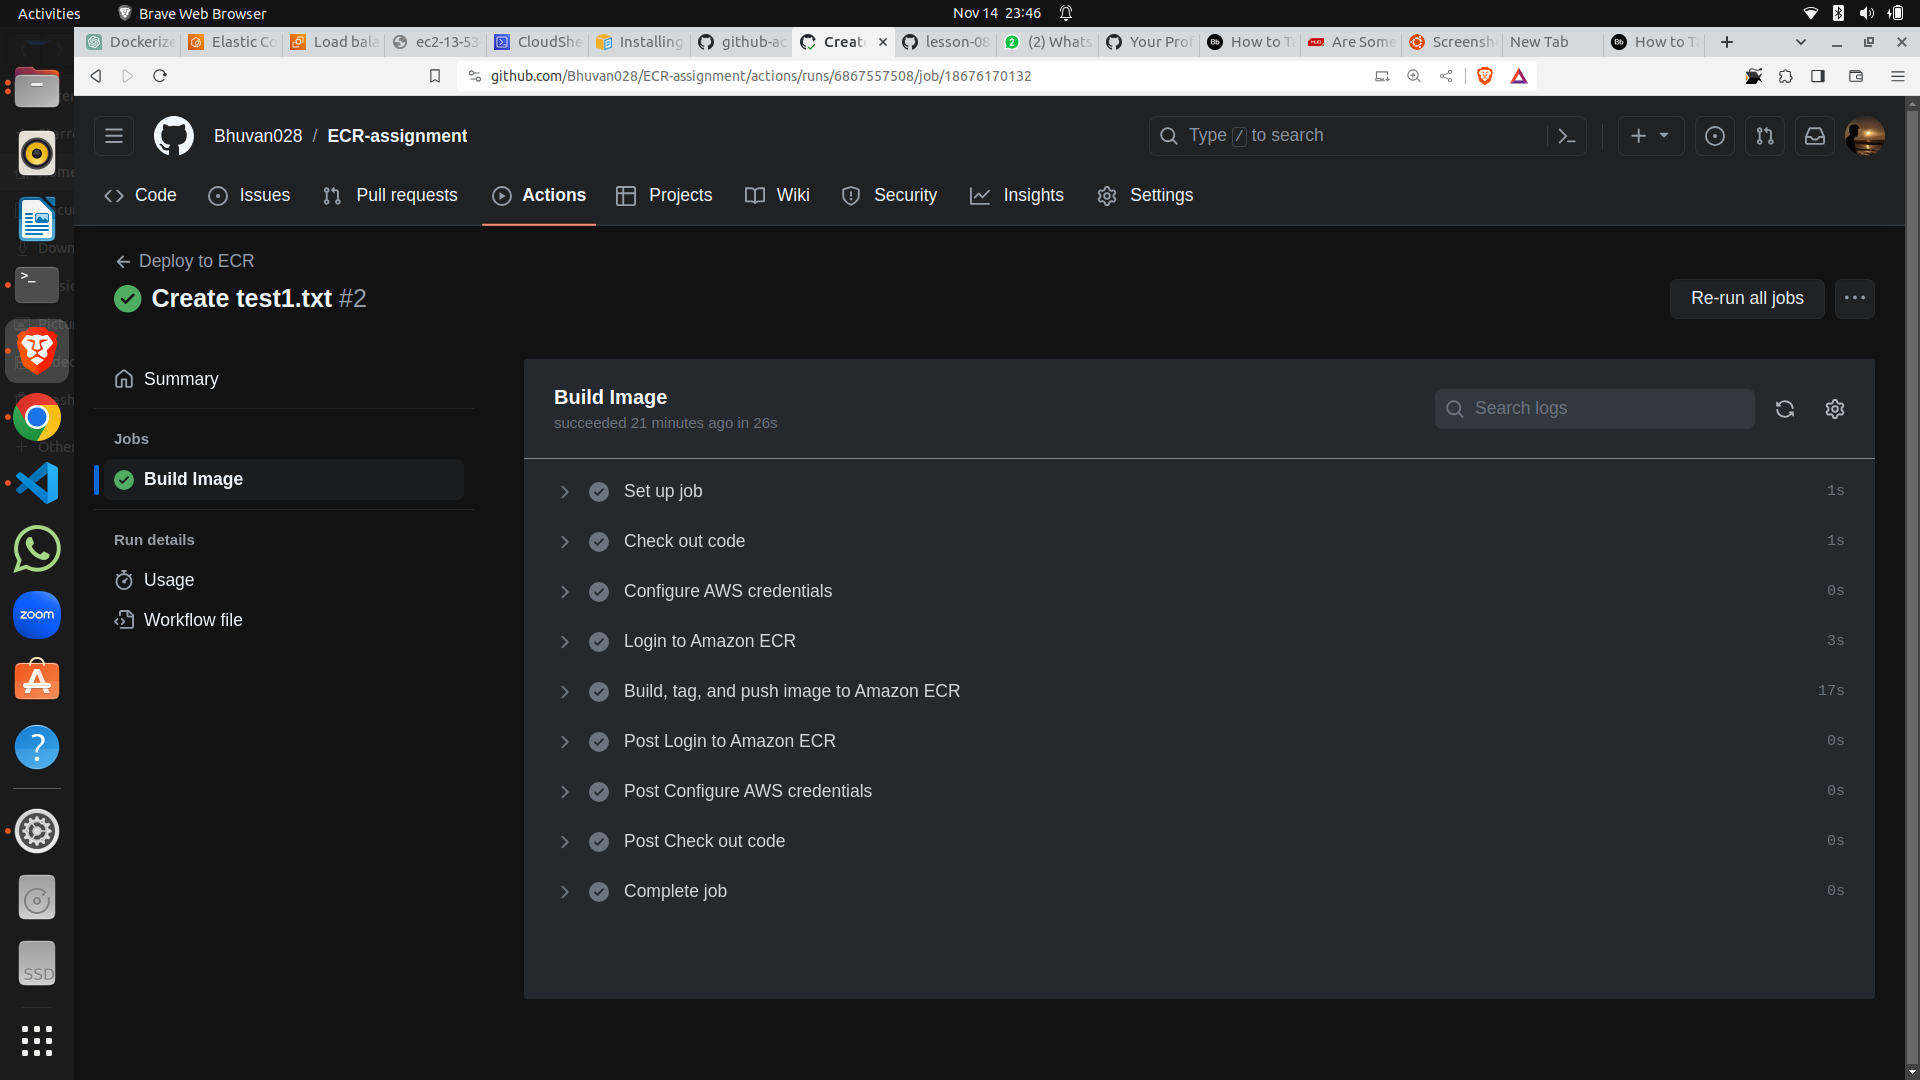 Activities
Brave Web Browser
Nov 14 23:46
Dockerize
Elastic Co
Load bala
ec2-13-53
CloudShe
Installing
github-ac
Create
lesson-08
(2) Whats
Your Prof
How to Ta
Are Some
Screensh
New Tab
How to Ta
github.com/Bhuvan028/ECR-assignment/actions/runs/6867557508/job/18676170132
Bhuvan028 / ECR-assignment
Type / to search
Code
Issues
Pull requests
Actions
Projects
Wiki
Security
Insights
Settings
Deploy to ECR
Create test1.txt #2
Re-run all jobs
Summary
Jobs
Build Image
Run details
Usage
Workflow file
Build Image
succeeded 21 minutes ago in 26s
Search logs
Set up job 1s
Check out code 1s
Configure AWS credentials 0s
Login to Amazon ECR 3s
Build, tag, and push image to Amazon ECR 17s
Post Login to Amazon ECR 0s
Post Configure AWS credentials 0s
Post Check out code 0s
Complete job 0s
zoom
SSD